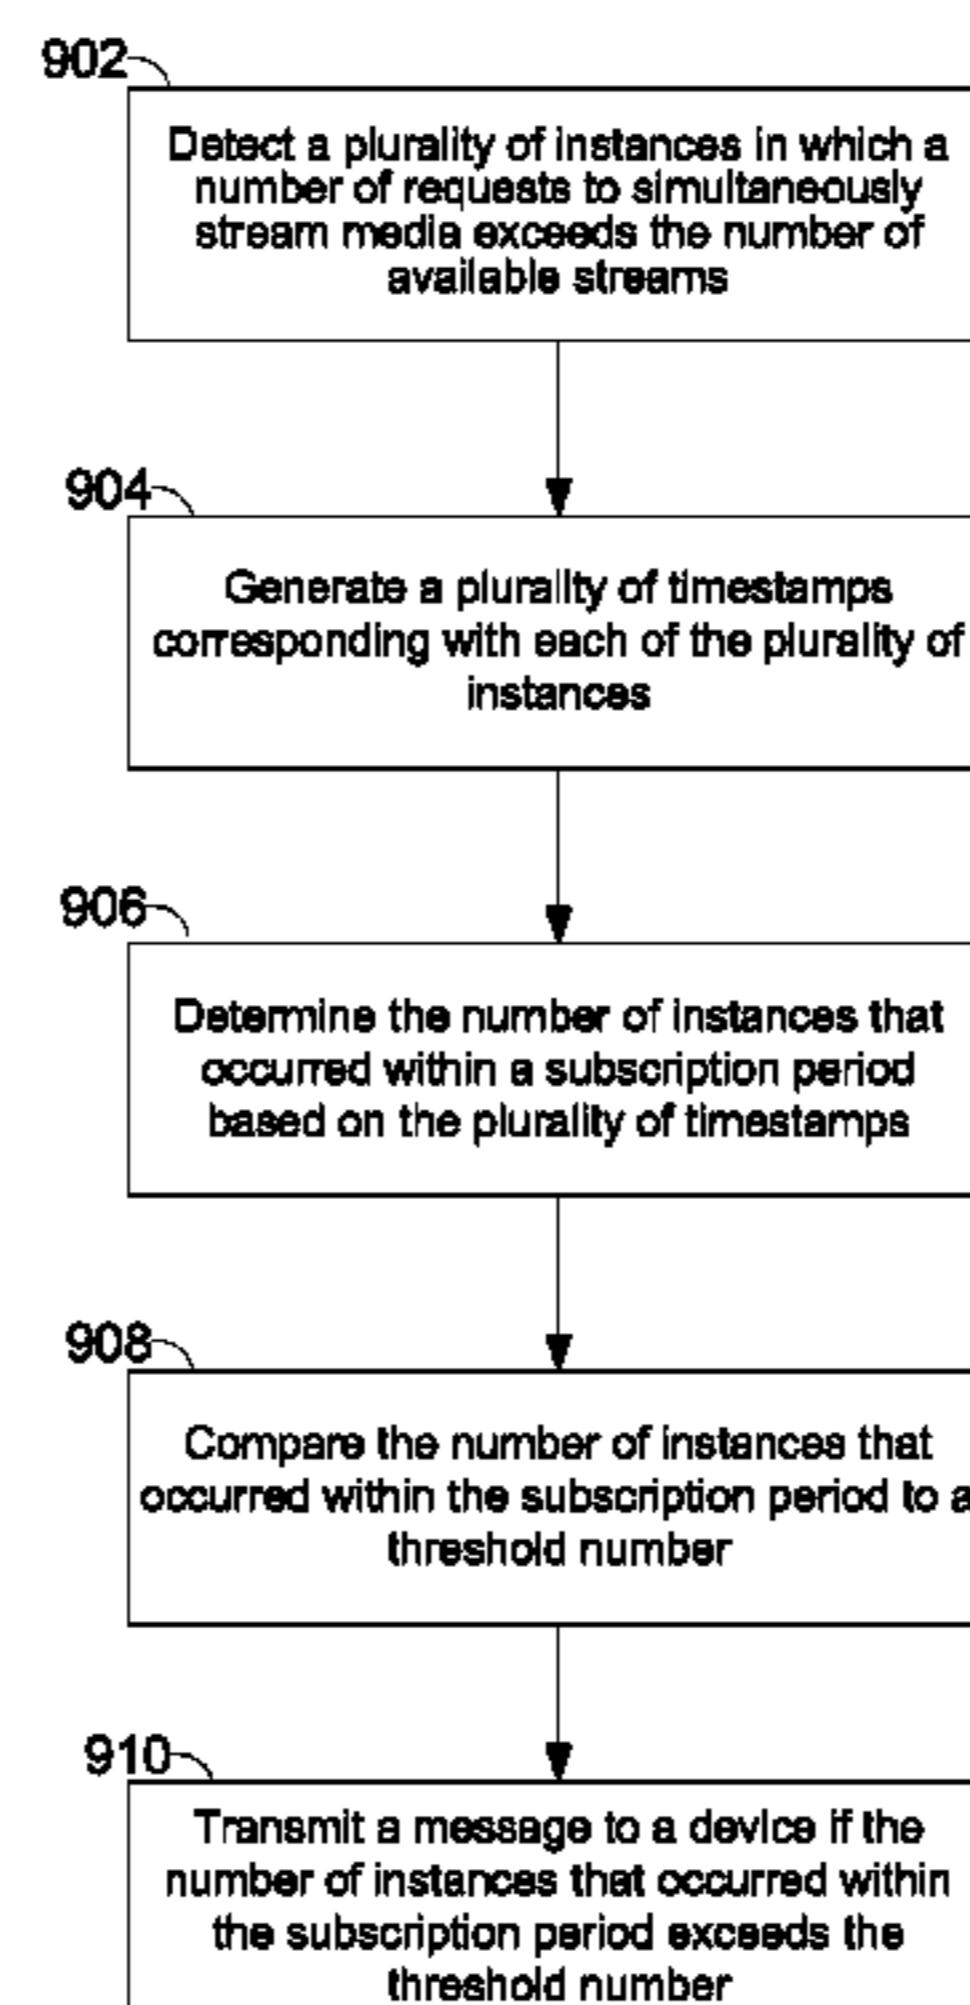 902
Detect a plurality of instances in which a
number of requests to simultaneously
stream media exceeds the number of
available streams
904
Generate a plurality of timestamps
corresponding with each of the plurality of
instances
906
Determine the number of instances that
occurred within a subscription period
based on the plurality of timestamps
908
Compare the number of instances that
occurred within the subscription period to a
threshold number
910
Transmit a message to a device if the
number of instances that occurred within
the subscription period exceeds the
threshold number